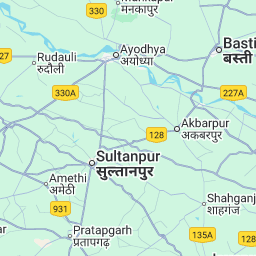 मनकापुर
330
Ayodhya
अयोध्या
Rudauli
रुदौली
27
Basti
बस्ती
330A
227A
Akbarpur
अकबरपुर
128
Sultanpur
सुल्तानपुर
Amethi
अमेठी
931
Shahganj
शाहगंज
135A
128
Pratapgarh
प्रतापगढ़